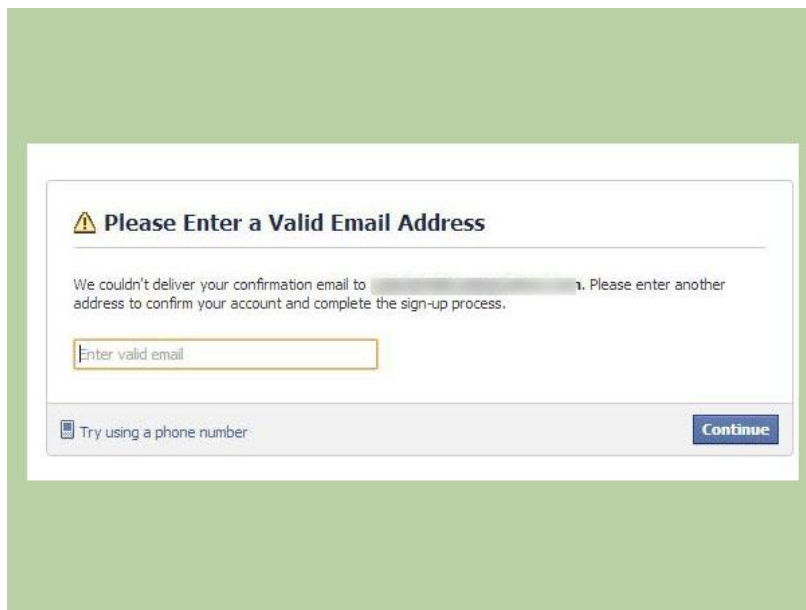 Please Enter a Valid Email Address
We couldn't deliver your confirmation email to . Please enter another
address to confirm your account and complete the sign-up process.
Enter valid email
Try using a phone number
Continue